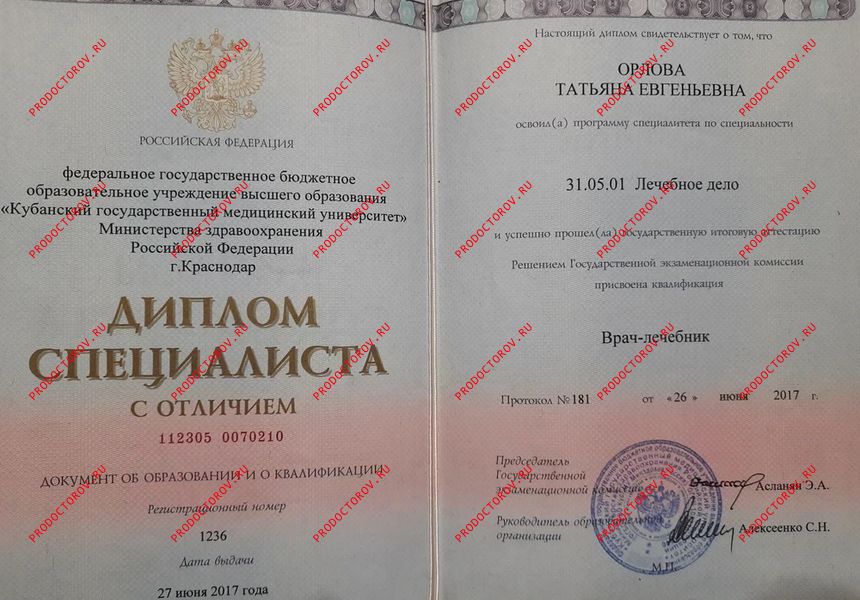 РОССИЙСКАЯ ФЕДЕРАЦИЯ
федеральное государственное бюджетное
образовательное учреждение высшего образования
«Кубанский государственный медицинский университет»
Министерства здравоохранения
Российской Федерации
г.Краснодар
ДИПЛОМ
СПЕЦИАЛИСТА
С ОТЛИЧИЕМ
112305 0070210
ДОКУМЕНТ ОБ ОБРАЗОВАНИИ И О КВАЛИФИКАЦИИ
Регистрационный номер
1236
Дата выдачи
27 июня 2017 года
Настоящий диплом свидетельствует о том, что
ОРЛОВА
ТАТЬЯНА ЕВГЕНЬЕВНА
освоил(а) программу специалитета по специальности
31.05.01 Лечебное дело
и успешно прошел(ла) государственную итоговую аттестацию
Решением Государственной экзаменационной комиссии
присвоена квалификация
Врач-лечебник
Протокол № 181 от «26» июня 2017 г.
Председатель
Государственной
экзаменационной комиссии Асланян Э.А.
Руководитель образовательной
организации Алексеенко С.Н.
М.П.
PRODOCTOROV.RU